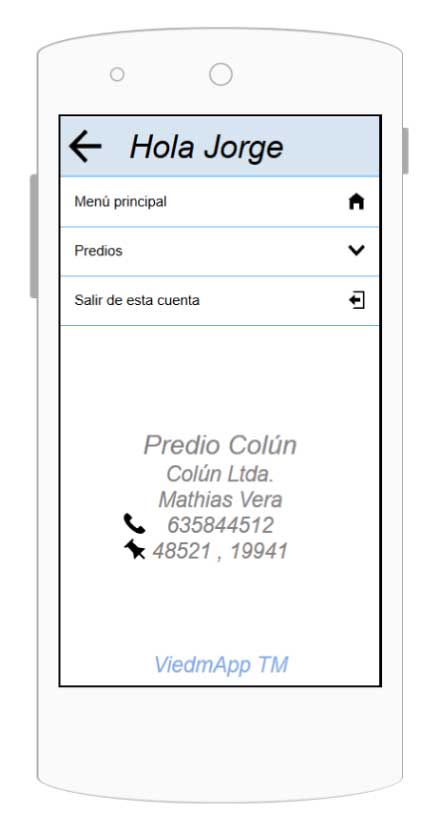 Hola Jorge
Menú principal
Predios
Salir de esta cuenta
Predio Colún
Colún Ltda.
Mathias Vera
635844512
48521 , 19941
ViedmApp TM